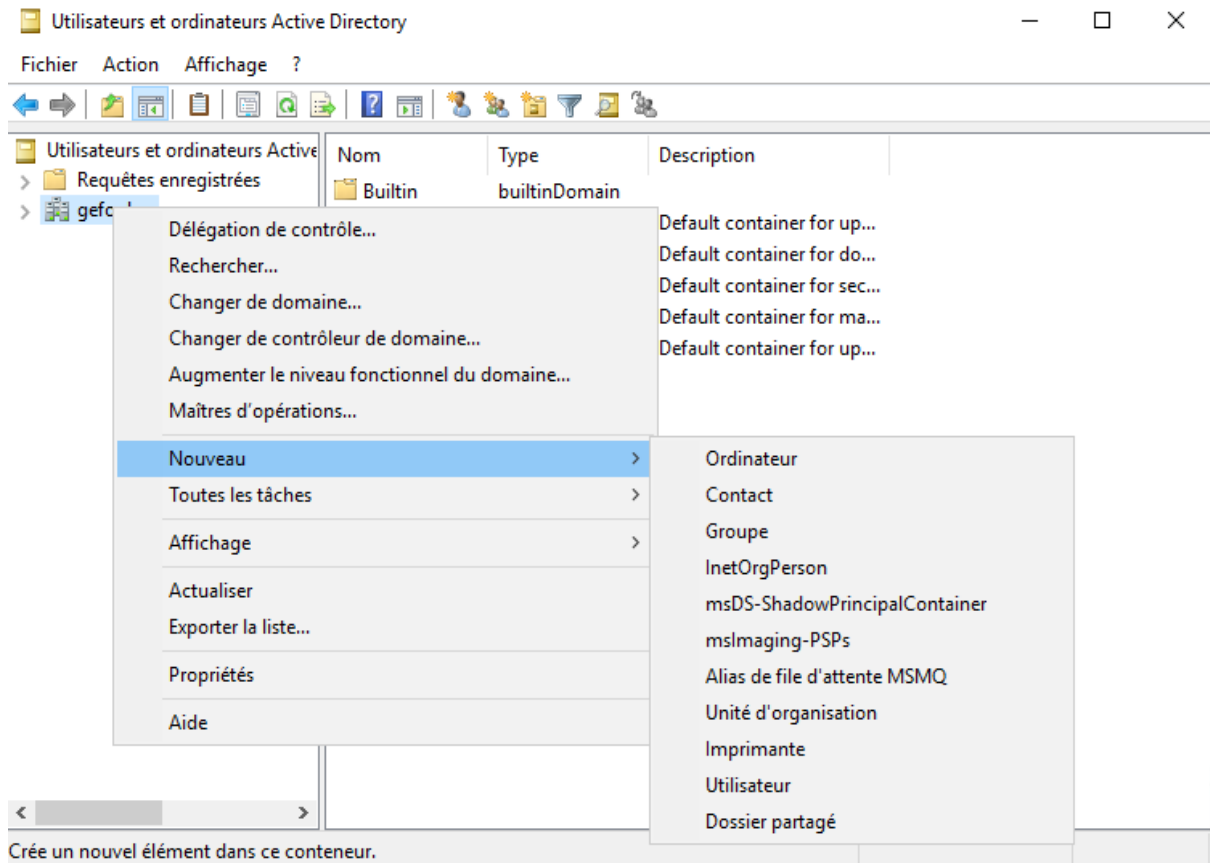 Utilisateurs et ordinateurs Active Directory
Fichier Action Affichage ?
Utilisateurs et ordinateurs Active
Requêtes enregistrées
Nom Type Description
Builtin builtinDomain
Default container for up...
Default container for do...
Default container for sec...
Default container for ma...
Default container for up...
Délégation de contrôle...
Rechercher...
Changer de domaine...
Changer de contrôleur de domaine...
Augmenter le niveau fonctionnel du domaine...
Maîtres d'opérations...
Nouveau
Toutes les tâches
Affichage
Actualiser
Exporter la liste...
Propriétés
Aide
Ordinateur
Contact
Groupe
InetOrgPerson
msDS-ShadowPrincipalContainer
msImaging-PSPs
Alias de file d'attente MSMQ
Unité d'organisation
Imprimante
Utilisateur
Dossier partagé
Crée un nouvel élément dans ce conteneur.